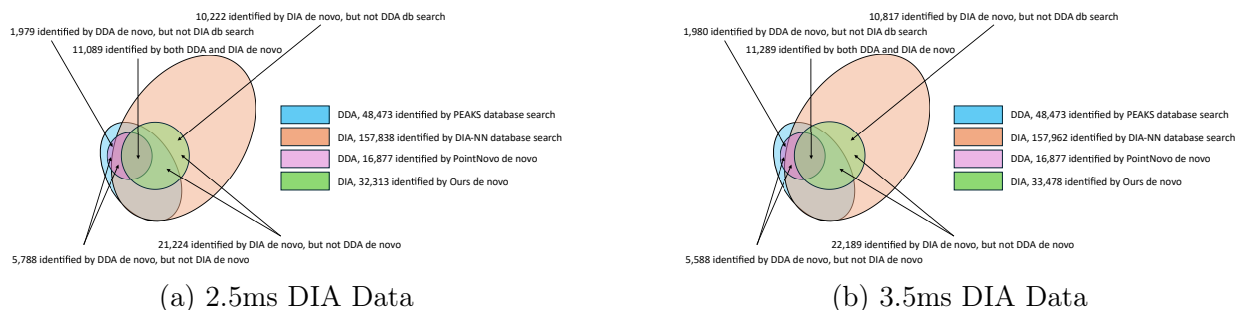 10,222 identified by DIA de novo, but not DDA db search
1,979 identified by DDA de novo, but not DIA db search
11,089 identified by both DDA and DIA de novo
DDA, 48,473 identified by PEAKS database search
DIA, 157,838 identified by DIA-NN database search
DDA, 16,877 identified by PointNovo de novo
DIA, 32,313 identified by Ours de novo
21,224 identified by DIA de novo, but not DDA de novo
5,788 identified by DDA de novo, but not DIA de novo
(a) 2.5ms DIA Data
10,817 identified by DIA de novo, but not DDA db search
1,980 identified by DDA de novo, but not DIA db search
11,289 identified by both DDA and DIA de novo
DDA, 48,473 identified by PEAKS database search
DIA, 157,962 identified by DIA-NN database search
DDA, 16,877 identified by PointNovo de novo
DIA, 33,478 identified by Ours de novo
22,189 identified by DIA de novo, but not DDA de novo
5,588 identified by DDA de novo, but not DIA de novo
(b) 3.5ms DIA Data